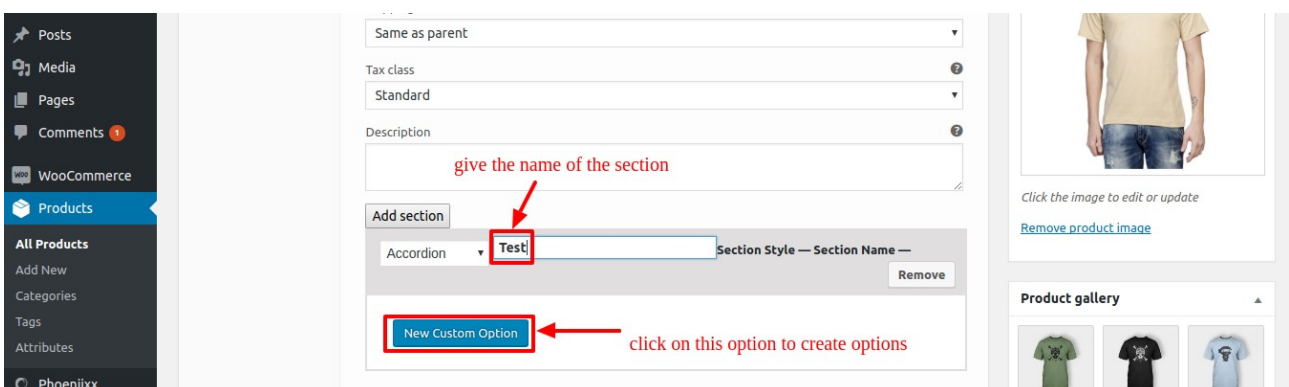 Posts
Media
Pages
Comments 1
WooCommerce
Products
All Products
Add New
Categories
Tags
Attributes
Phoeniixx
Same as parent
Tax class
Standard
Description
give the name of the section
Add section
Accordion Test Section Style — Section Name —
Remove
New Custom Option
click on this option to create options
Click the image to edit or update
Remove product image
Product gallery